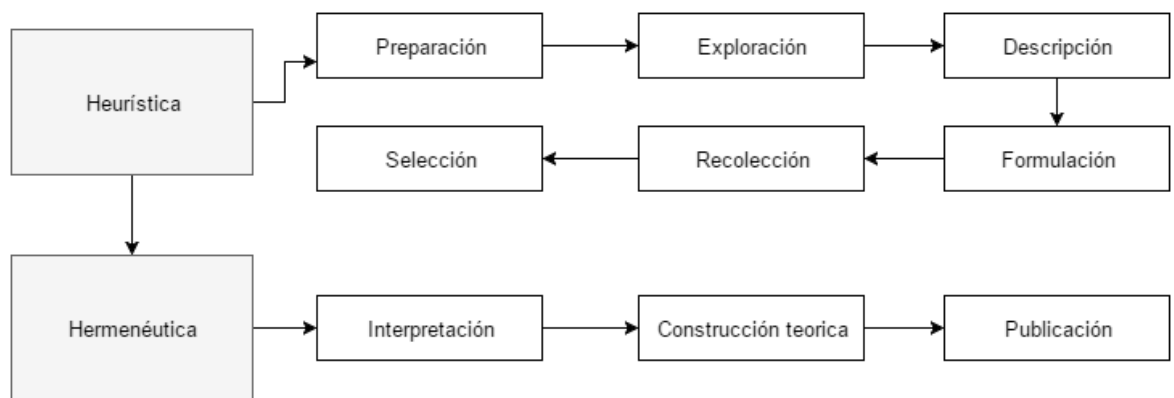 Heurística
Preparación
Exploración
Descripción
Selección
Recolección
Formulación
Hermenéutica
Interpretación
Construcción teorica
Publicación